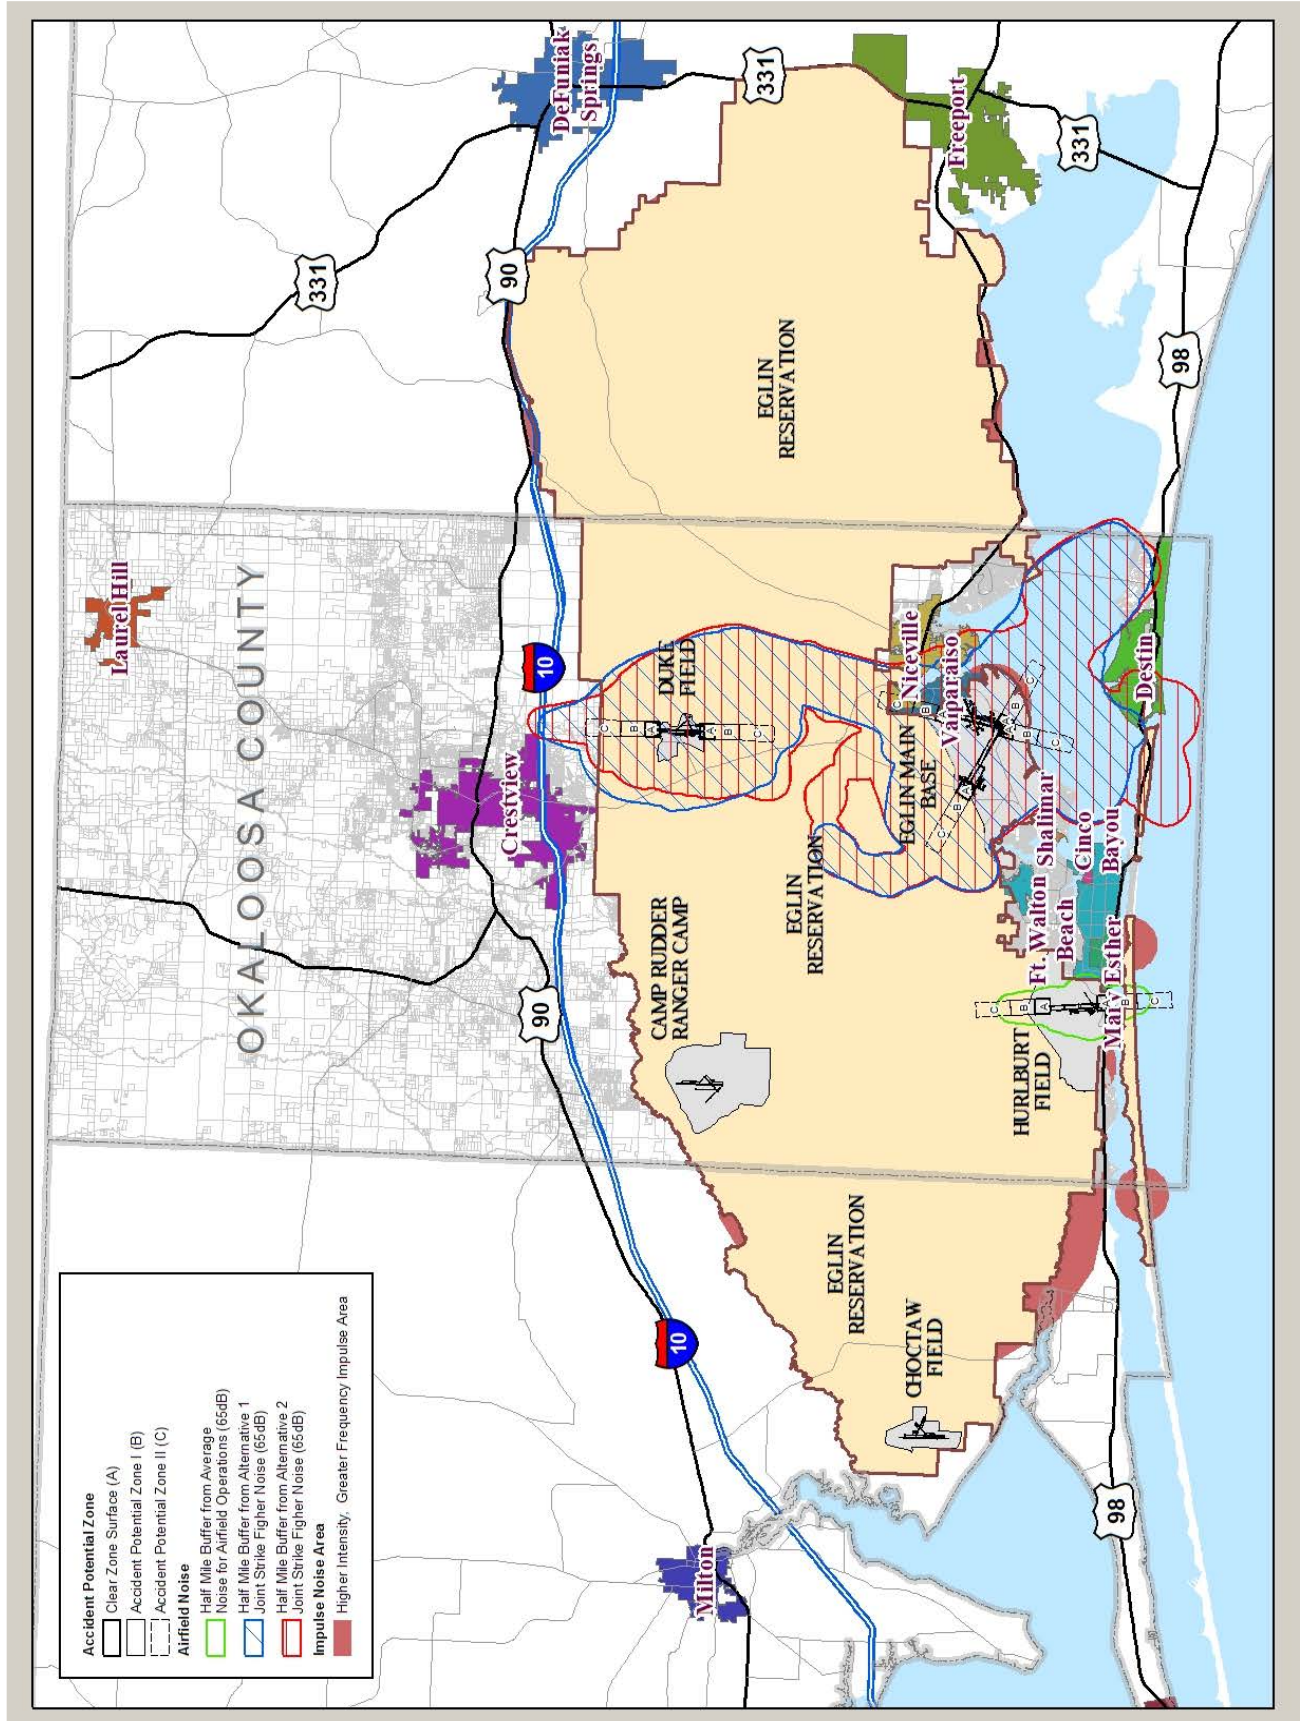 Accident Potential Zone
Clear Zone Surface (A)
Accident Potential Zone I (B)
Accident Potential Zone II (C)
Airfield Noise
Half Mile Buffer from Average
Noise for Airfield Operations (65dB)
Half Mile Buffer from Alternative 1
Joint Strike Figher Noise (65dB)
Half Mile Buffer from Alternative 2
Joint Strike Figher Noise (65dB)
Impulse Noise Area
Higher Intensity, Greater Frequency Impulse Area
OKALOOSA COUNTY
Laurel Hill
331
DeFuniak
Springs
90
331
10
Crestview
90
10
Milton
CAMP RUDDER
RANGER CAMP
DUKE
FIELD
C
B
A
A
B
C
EGLIN
RESERVATION
EGLIN
RESERVATION
EGLIN
RESERVATION
CHOCTAW
FIELD
EGLIN MAIN
BASE
C
B
A
B
C
A
B
B
C
C
Niceville
Valparaiso
Freeport
331
HURLBURT
FIELD
C
B
A
A
B
C
Ft. Walton
Beach
Shalimar
Cinco
Bayou
Mary Esther
Destin
98
98